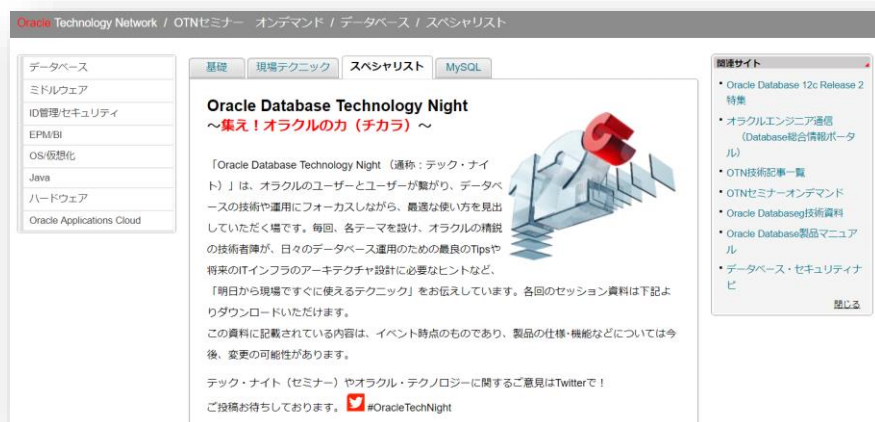 Oracle Technology Network / OTNセミナー オンデマンド / データベース / スペシャリスト
データベース
ミドルウェア
ID管理/セキュリティ
EPM/BI
OS/仮想化
Java
ハードウェア
Oracle Applications Cloud
基礎 現場テクニック スペシャリスト MySQL
Oracle Database Technology Night
～集え！オラクルの力（チカラ）～
「Oracle Database Technology Night （通称：テック・ナイ
ト）」は、オラクルのユーザーとユーザーが繋がり、データベ
ースの技術や運用にフォーカスしながら、最適な使い方を見出
していただく場です。毎回、各テーマを設け、オラクルの精鋭
の技術者陣が、日々のデータベース運用のための最良のTipsや
将来のITインフラのアーキテクチャ設計に必要なヒントなど、
「明日から現場ですぐに使えるテクニック」をお伝えしています。各回のセッション資料は下記よ
りダウンロードいただけます。
この資料に記載されている内容は、イベント時点のものであり、製品の仕様・機能などについては今
後、変更の可能性があります。
テック・ナイト（セミナー）やオラクル・テクノロジーに関するご意見はTwitterで！
ご投稿お待ちしております。 #OracleTechNight
関連サイト
• Oracle Database 12c Release 2
特集
• オラクルエンジニア通信
（Database総合情報ポータ
ル）
• OTN技術記事一覧
• OTNセミナーオンデマンド
• Oracle Databaseg技術資料
• Oracle Database製品マニュア
ル
• データベース・セキュリティナ
ビ
閉じる
12c